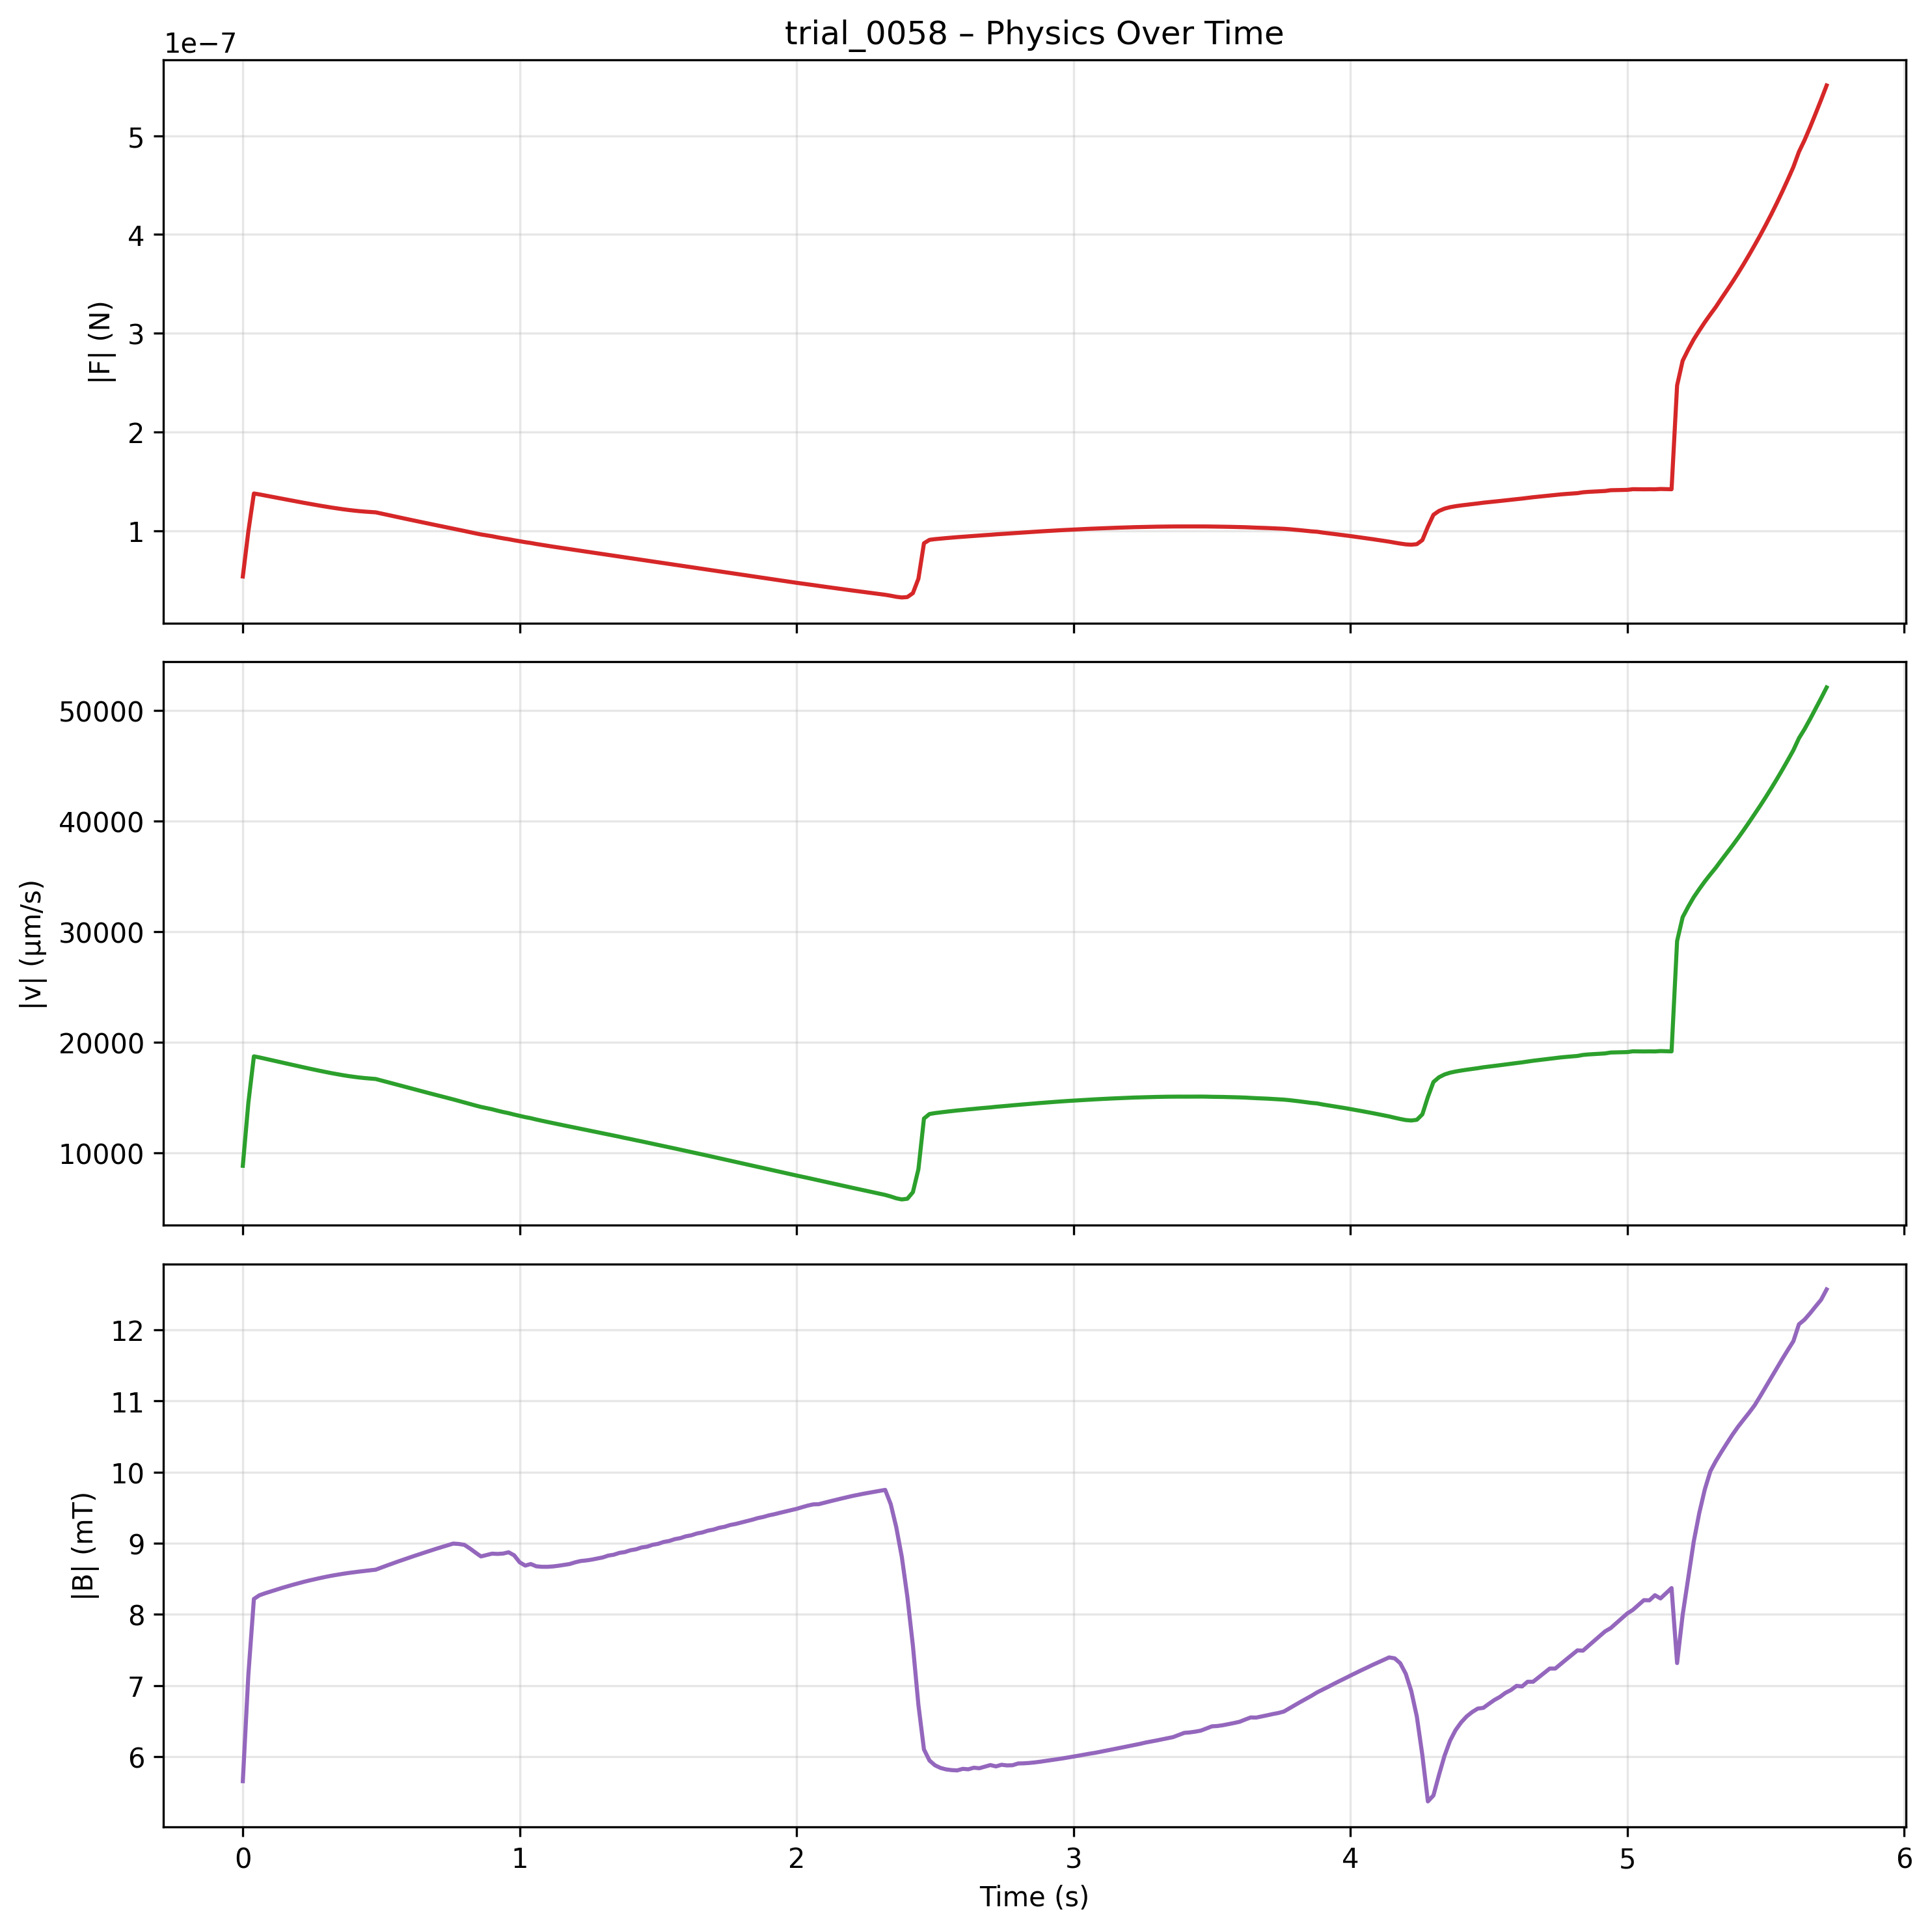 trial_0058 – Physics Over Time
1e−7
5
4
3
2
1
|F| (N)
50000
40000
30000
20000
10000
|v| (μm/s)
12
11
10
9
8
7
6
|B| (mT)
0 1 2 3 4 5 6
Time (s)